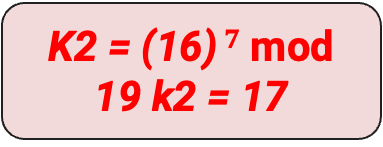 K2 = (16) ⁷ mod
19 k2 = 17